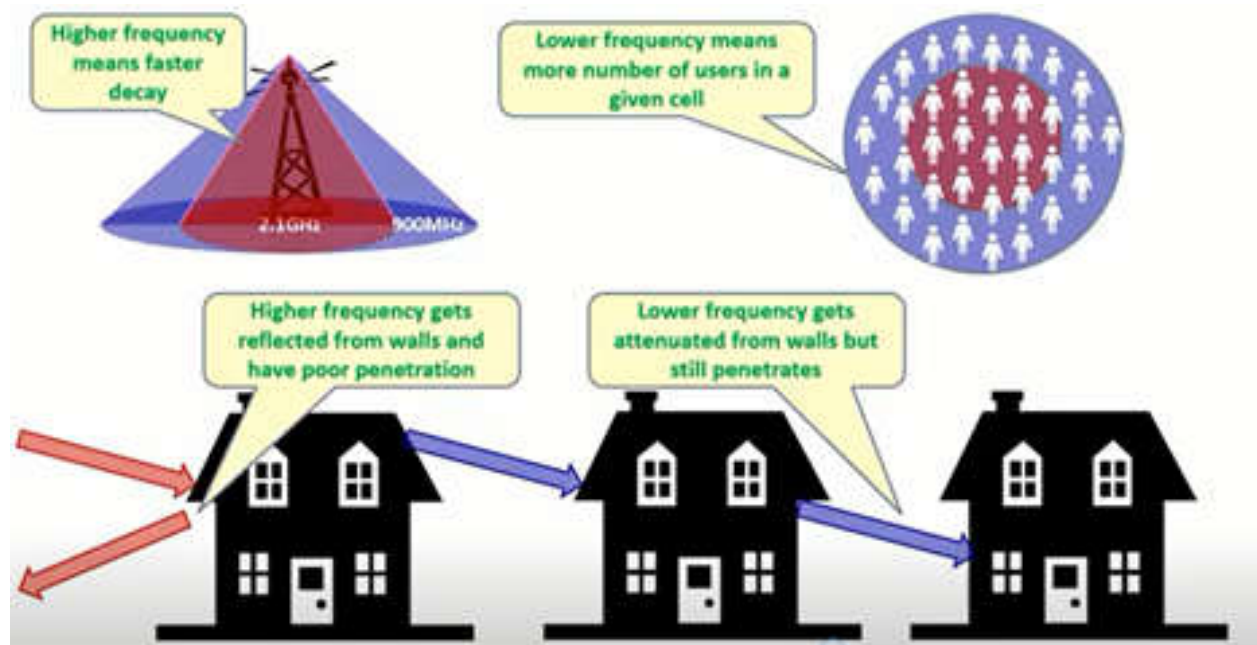 Higher frequency
means faster
decay
Lower frequency means
more number of users in a
given cell
2.1GHz
900MHz
Higher frequency gets
reflected from walls and
have poor penetration
Lower frequency gets
attenuated from walls but
still penetrates